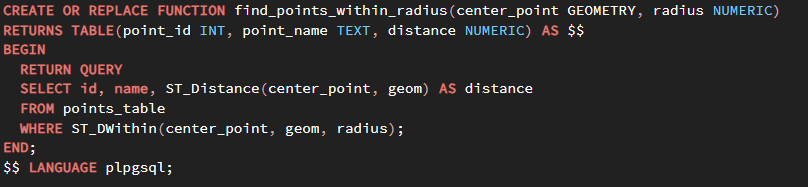 CREATE OR REPLACE FUNCTION find_points_within_radius(center_point GEOMETRY, radius NUMERIC)
RETURNS TABLE(point_id INT, point_name TEXT, distance NUMERIC) AS $$
BEGIN
  RETURN QUERY
  SELECT id, name, ST_Distance(center_point, geom) AS distance
  FROM points_table
  WHERE ST_DWithin(center_point, geom, radius);
END;
$$ LANGUAGE plpgsql;